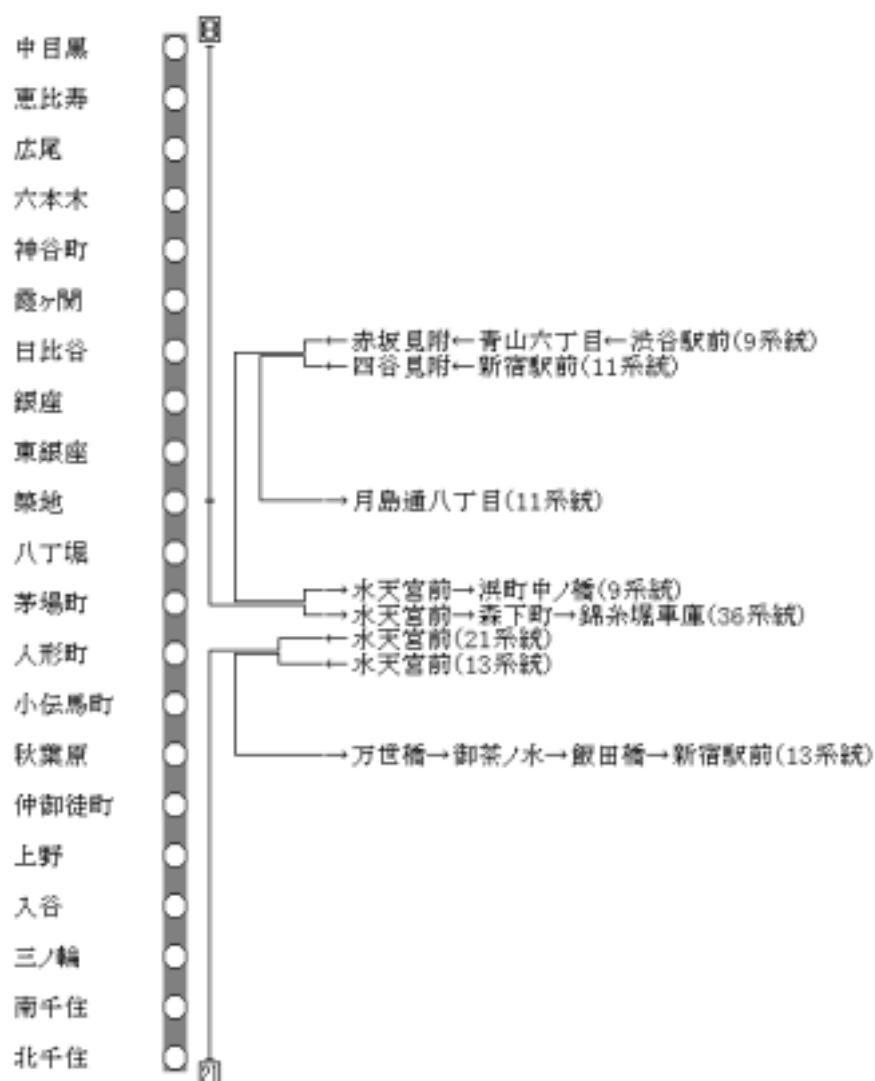 中目黒
恵比寿
広尾
六本木
神谷町
霞ヶ関
日比谷
←赤坂見附←青山六丁目←渋谷駅前(9系統)
←四谷見附←新宿駅前(11系統)
銀座
東銀座
築地
→月島通八丁目(11系統)
八丁堀
茅場町
→水天宮前→浜町中ノ橋(9系統)
→水天宮前→森下町→錦糸堀車庫(36系統)
人形町
←水天宮前(21系統)
←水天宮前(13系統)
小伝馬町
秋葉原
→万世橋→御茶ノ水→飯田橋→新宿駅前(13系統)
仲御徒町
上野
入谷
三ノ輪
南千住
北千住
21